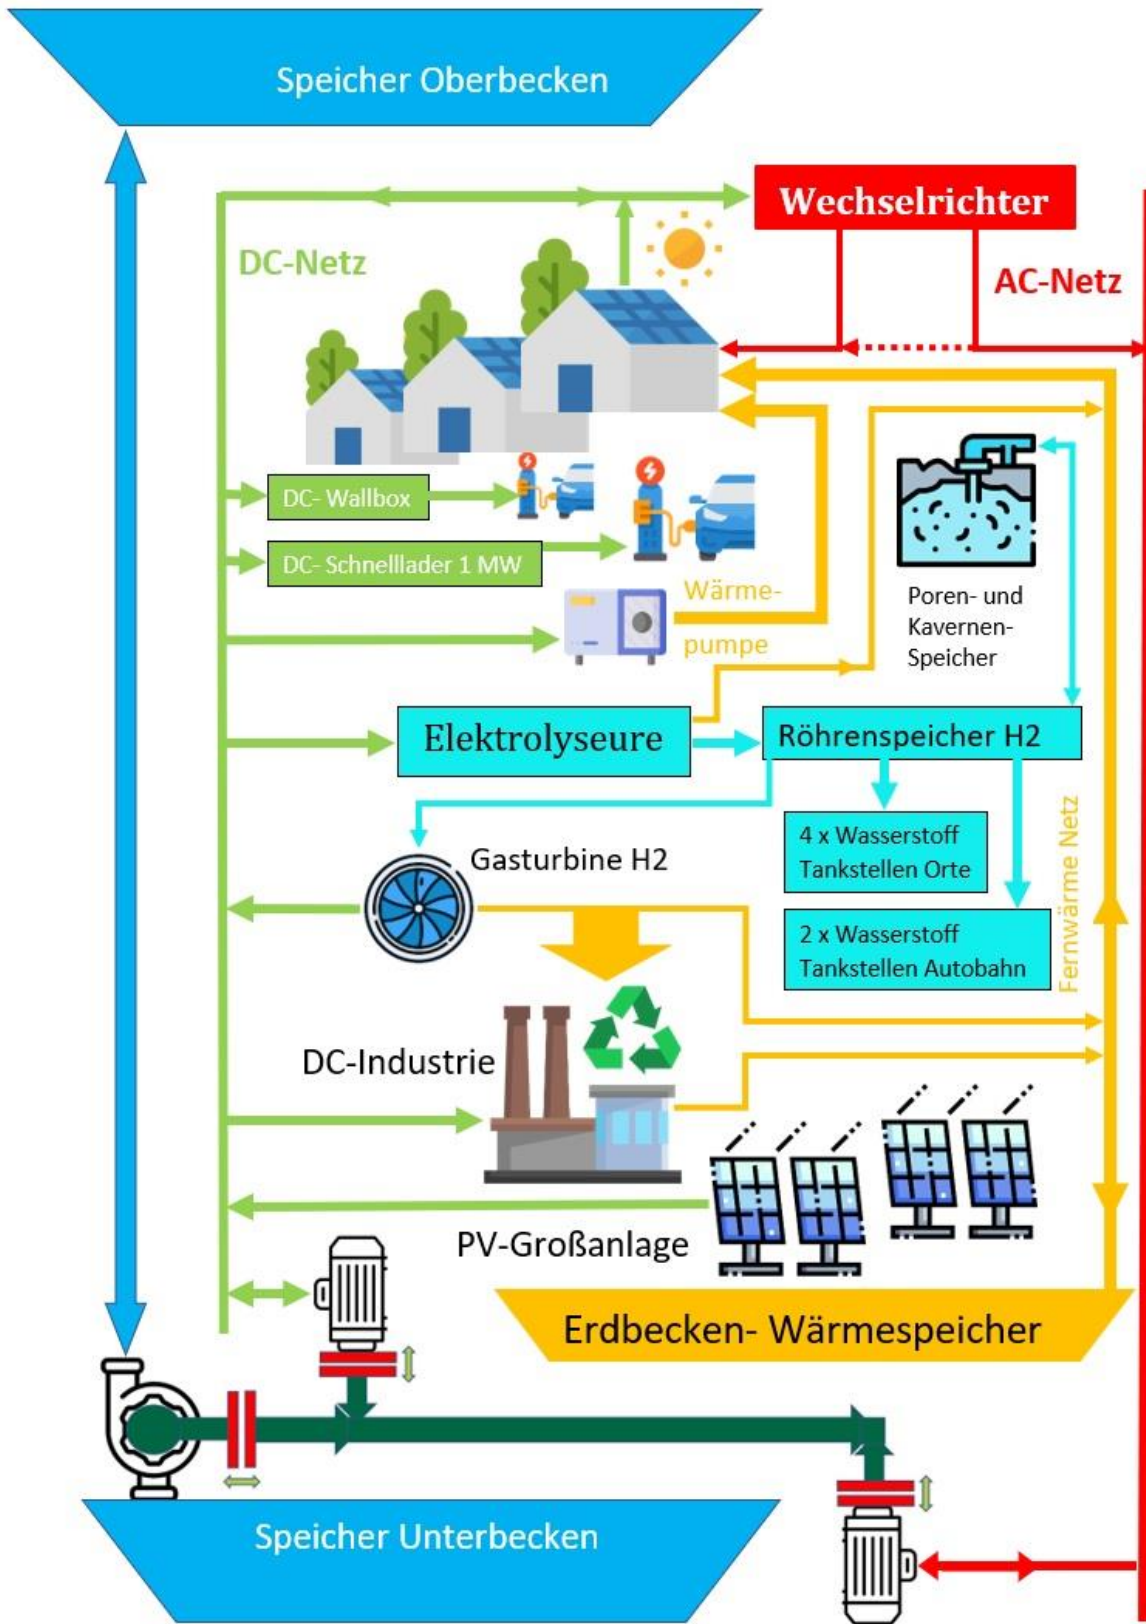 Speicher Oberbecken
Wechselrichter
DC-Netz
AC-Netz
DC- Wallbox
DC- Schnelllader 1 MW
Wärme-
pumpe
Poren- und
Kavernen-
Speicher
Elektrolyseure
Röhrenspeicher H2
4 x Wasserstoff
Tankstellen Orte
Gasturbine H2
2 x Wasserstoff
Tankstellen Autobahn
Fernwärme Netz
DC-Industrie
PV-Großanlage
Erdbecken- Wärmespeicher
Speicher Unterbecken